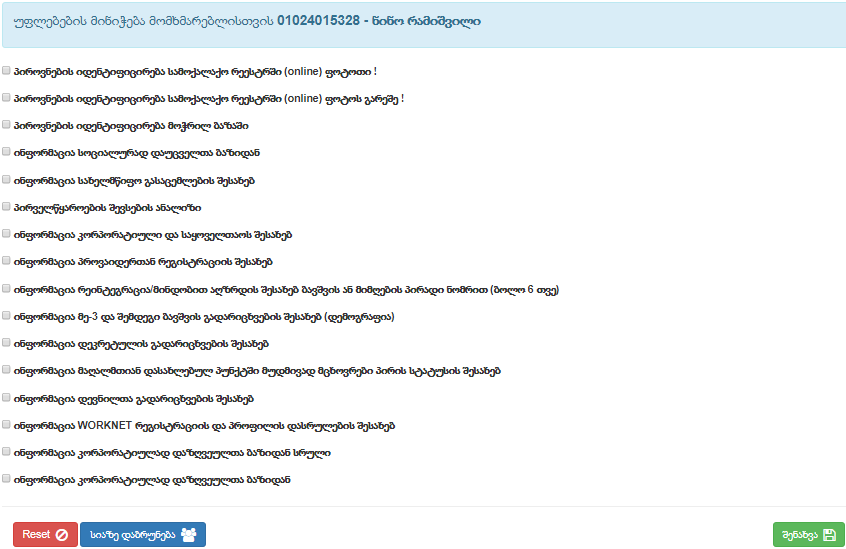 უფლებების მინიჭება მომხმარებლისთვის 01024015328 - ნინო რამიშვილი
პიროვნების იდენტიფიცირება სამოქალაქო რეესტრში (online) ფოტოთი !
პიროვნების იდენტიფიცირება სამოქალაქო რეესტრში (online) ფოტოს გარეშე !
პიროვნების იდენტიფიცირება მოჭრილ ბაზაში
ინფორმაცია სოციალურად დაუცველთა ბაზიდან
ინფორმაცია სახელმწიფო გასაცემლების შესახებ
პირველწყაროების შევსების ანალიზი
ინფორმაცია კორპორატიული და საყოველთაოს შესახებ
ინფორმაცია პროვაიდერთან რეგისტრაციის შესახებ
ინფორმაცია რეინტეგრაცია/მინდობით აღზრდის შესახებ ბავშვის ან მიმღების პირადი ნომრით (ბოლო 6 თვე)
ინფორმაცია მე-3 და შემდეგი ბავშვის გადარიცხვების შესახებ (დემოგრაფია)
ინფორმაცია დეკრეტულის გადარიცხვების შესახებ
ინფორმაცია მაღალმთიან დასახლებულ პუნქტში მუდმივად მცხოვრები პირის სტატუსის შესახებ
ინფორმაცია დევნილთა გადარიცხვების შესახებ
ინფორმაცია WORKNET რეგისტრაციის და პროფილის დასრულების შესახებ
ინფორმაცია კორპორატიულად დაზღვეულთა ბაზიდან სრული
ინფორმაცია კორპორატიულად დაზღვეულთა ბაზიდან
Reset სიაზე დაბრუნება შენახვა